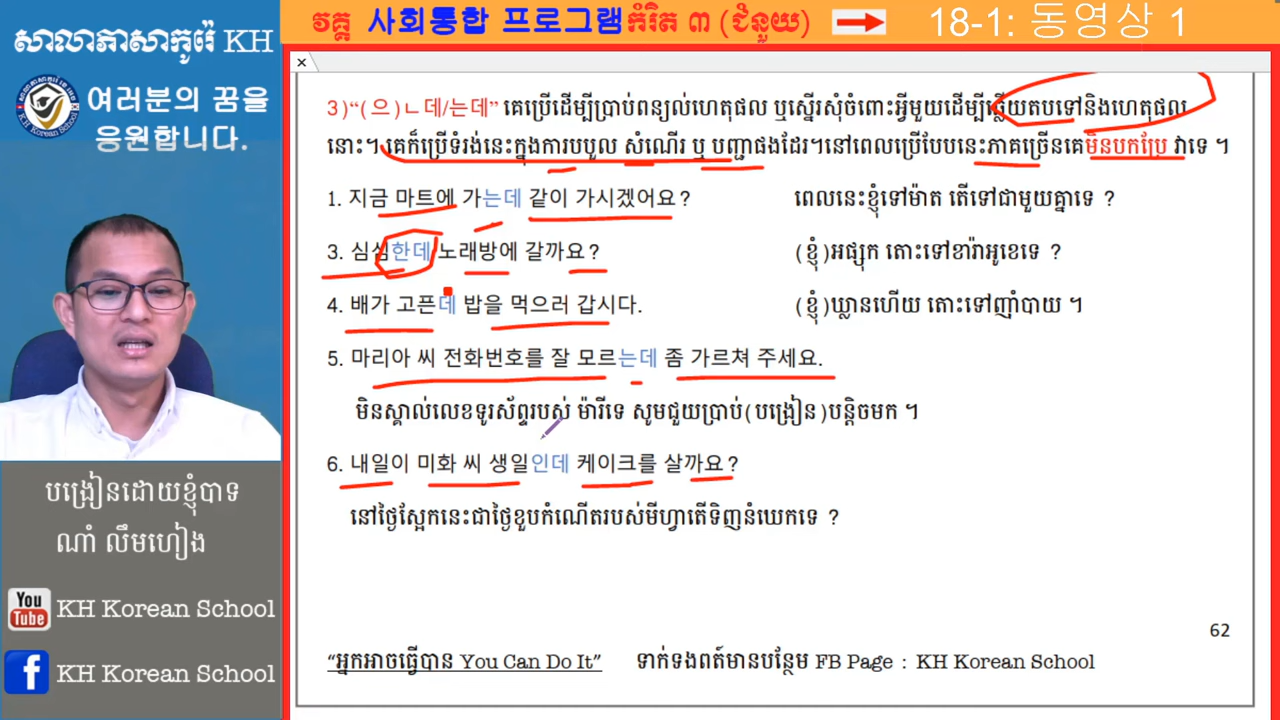 សាលាភាសាកូរ៉េ KH
여러분의 꿈을
응원합니다.
វគ្គ 사회통합 프로그램កំរិត ៣ (ជំនួយ)
18-1: 동영상 1
3)“(으)ㄴ데/는데” គេប្រើដើម្បីប្រាប់ពន្យល់ហេតុផល ឬស្នើរសុំចំពោះអ្វីមួយដើម្បីឆ្លើយតបទៅនិងហេតុផល
នោះ។ គេក៏ប្រើទំរង់នេះក្នុងការបបួល សំណើរ ឬ បញ្ជាផងដែរ។នៅពេលប្រើបែបនេះភាគច្រើនគេមិនបកប្រែ វាទេ ។
1. 지금 마트에 가는데 같이 가시겠어요? ពេលនេះខ្ញុំទៅម៉ាត តើទៅជាមួយគ្នាទេ ?
3. 심심한데 노래방에 갈까요? (ខ្ញុំ)អផ្សុក តោះទៅខារ៉ាអូខេទេ ?
4. 배가 고픈데 밥을 먹으러 갑시다. (ខ្ញុំ)ឃ្លានហើយ តោះទៅញ៉ាំបាយ ។
5. 마리아 씨 전화번호를 잘 모르는데 좀 가르쳐 주세요.
មិនស្គាល់លេខទូរស័ព្ទរបស់ ម៉ារីទេ សូមជួយប្រាប់(បង្រៀន)បន្តិចមក ។
6. 내일이 미화 씨 생일인데 케이크를 살까요?
នៅថ្ងៃស្អែកនេះជាថ្ងៃខួបកំណើតរបស់មីហ្វាតើទិញនំឃេកទេ ?
បង្រៀនដោយខ្ញុំបាទ
ណាំ លឹមហៀង
You Tube KH Korean School
KH Korean School
62
“អ្នកអាចធ្វើបាន You Can Do It” ទាក់ទងពត៍មានបន្ថែម FB Page : KH Korean School